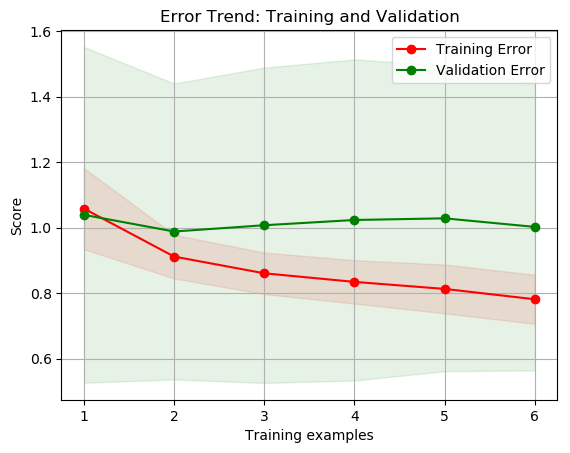 Error Trend: Training and Validation
1.6
1.4
1.2
1.0
0.8
0.6
Score
Training Error
Validation Error
1 2 3 4 5 6
Training examples